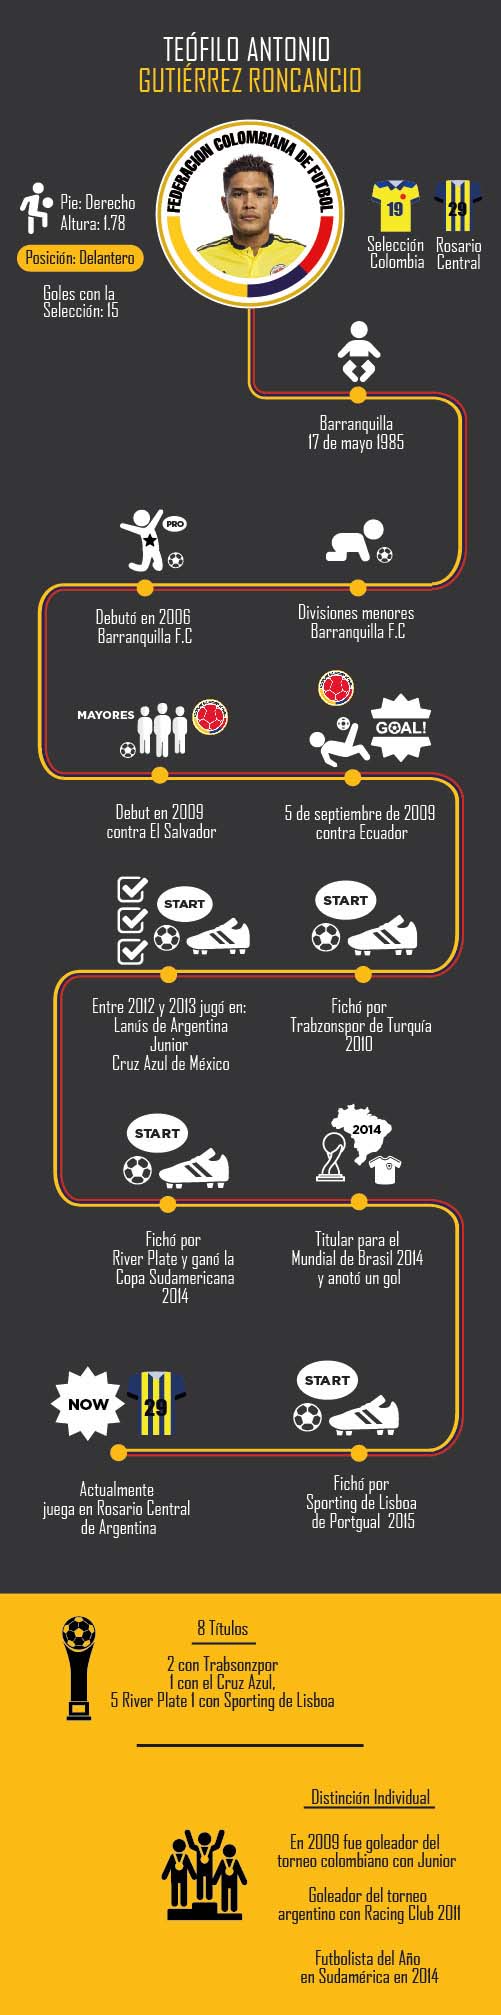 TEÓFILO ANTONIO
GUTIÉRREZ RONCANCIO
FEDERACION COLOMBIANA DE FUTBOL
Pie: Derecho
Altura: 1.78
Posición: Delantero
Goles con la
Selección: 15
19
Selección
Colombia
29
Rosario
Central
Barranquilla
17 de mayo 1985
PRO
Debutó en 2006
Barranquilla F.C
Divisiones menores
Barranquilla F.C
MAYORES
Debut en 2009
contra El Salvador
GOAL!
5 de septiembre de 2009
contra Ecuador
START
Entre 2012 y 2013 jugó en:
Lanús de Argentina
Junior
Cruz Azul de México
START
Fichó por
Trabzonspor de Turquía
2010
START
Fichó por
River Plate y ganó la
Copa Sudamericana
2014
2014
Titular para el
Mundial de Brasil 2014
y anotó un gol
NOW
29
Actualmente
juega en Rosario Central
de Argentina
START
Fichó por
Sporting de Lisboa
de Portgual 2015
8 Títulos
2 con Trabsonzpor
1 con el Cruz Azul,
5 River Plate 1 con Sporting de Lisboa
Distinción Individual
En 2009 fue goleador del
torneo colombiano con Junior
Goleador del torneo
argentino con Racing Club 2011
Futbolista del Año
en Sudamérica en 2014